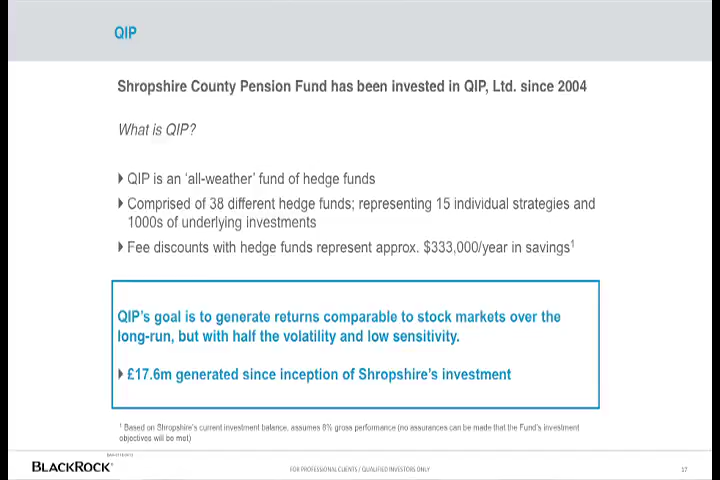 QIP
Shropshire County Pension Fund has been invested in QIP, Ltd. since 2004
What is QIP?
QIP is an ‘all-weather’ fund of hedge funds
Comprised of 38 different hedge funds; representing 15 individual strategies and
1000s of underlying investments
Fee discounts with hedge funds represent approx. $333,000/year in savings¹
QIP’s goal is to generate returns comparable to stock markets over the
long-run, but with half the volatility and low sensitivity.
£17.6m generated since inception of Shropshire’s investment
¹ Based on Shropshire’s current investment balance, assumes 8% gross performance (no assurances can be made that the Fund’s investment
objectives will be met)
BLACKROCK®
FOR PROFESSIONAL CLIENTS / QUALIFIED INVESTORS ONLY
17